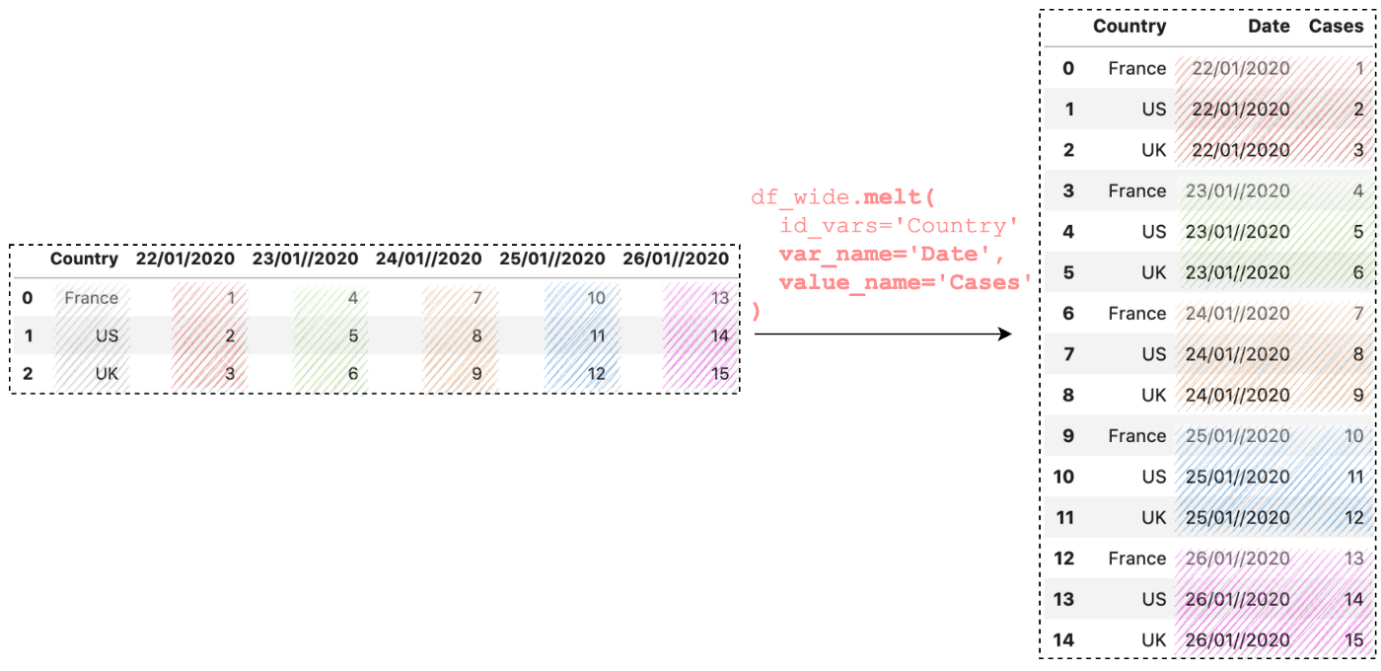 Country 22/01/2020 23/01//2020 24/01//2020 25/01//2020 26/01//2020
0 France 1 4 7 10 13
1 US 2 5 8 11 14
2 UK 3 6 9 12 15
df_wide.melt(
id_vars='Country'
var_name='Date',
value_name='Cases'
)
Country Date Cases
0 France 22/01/2020 1
1 US 22/01/2020 2
2 UK 22/01/2020 3
3 France 23/01//2020 4
4 US 23/01//2020 5
5 UK 23/01//2020 6
6 France 24/01//2020 7
7 US 24/01//2020 8
8 UK 24/01//2020 9
9 France 25/01//2020 10
10 US 25/01//2020 11
11 UK 25/01//2020 12
12 France 26/01//2020 13
13 US 26/01//2020 14
14 UK 26/01//2020 15